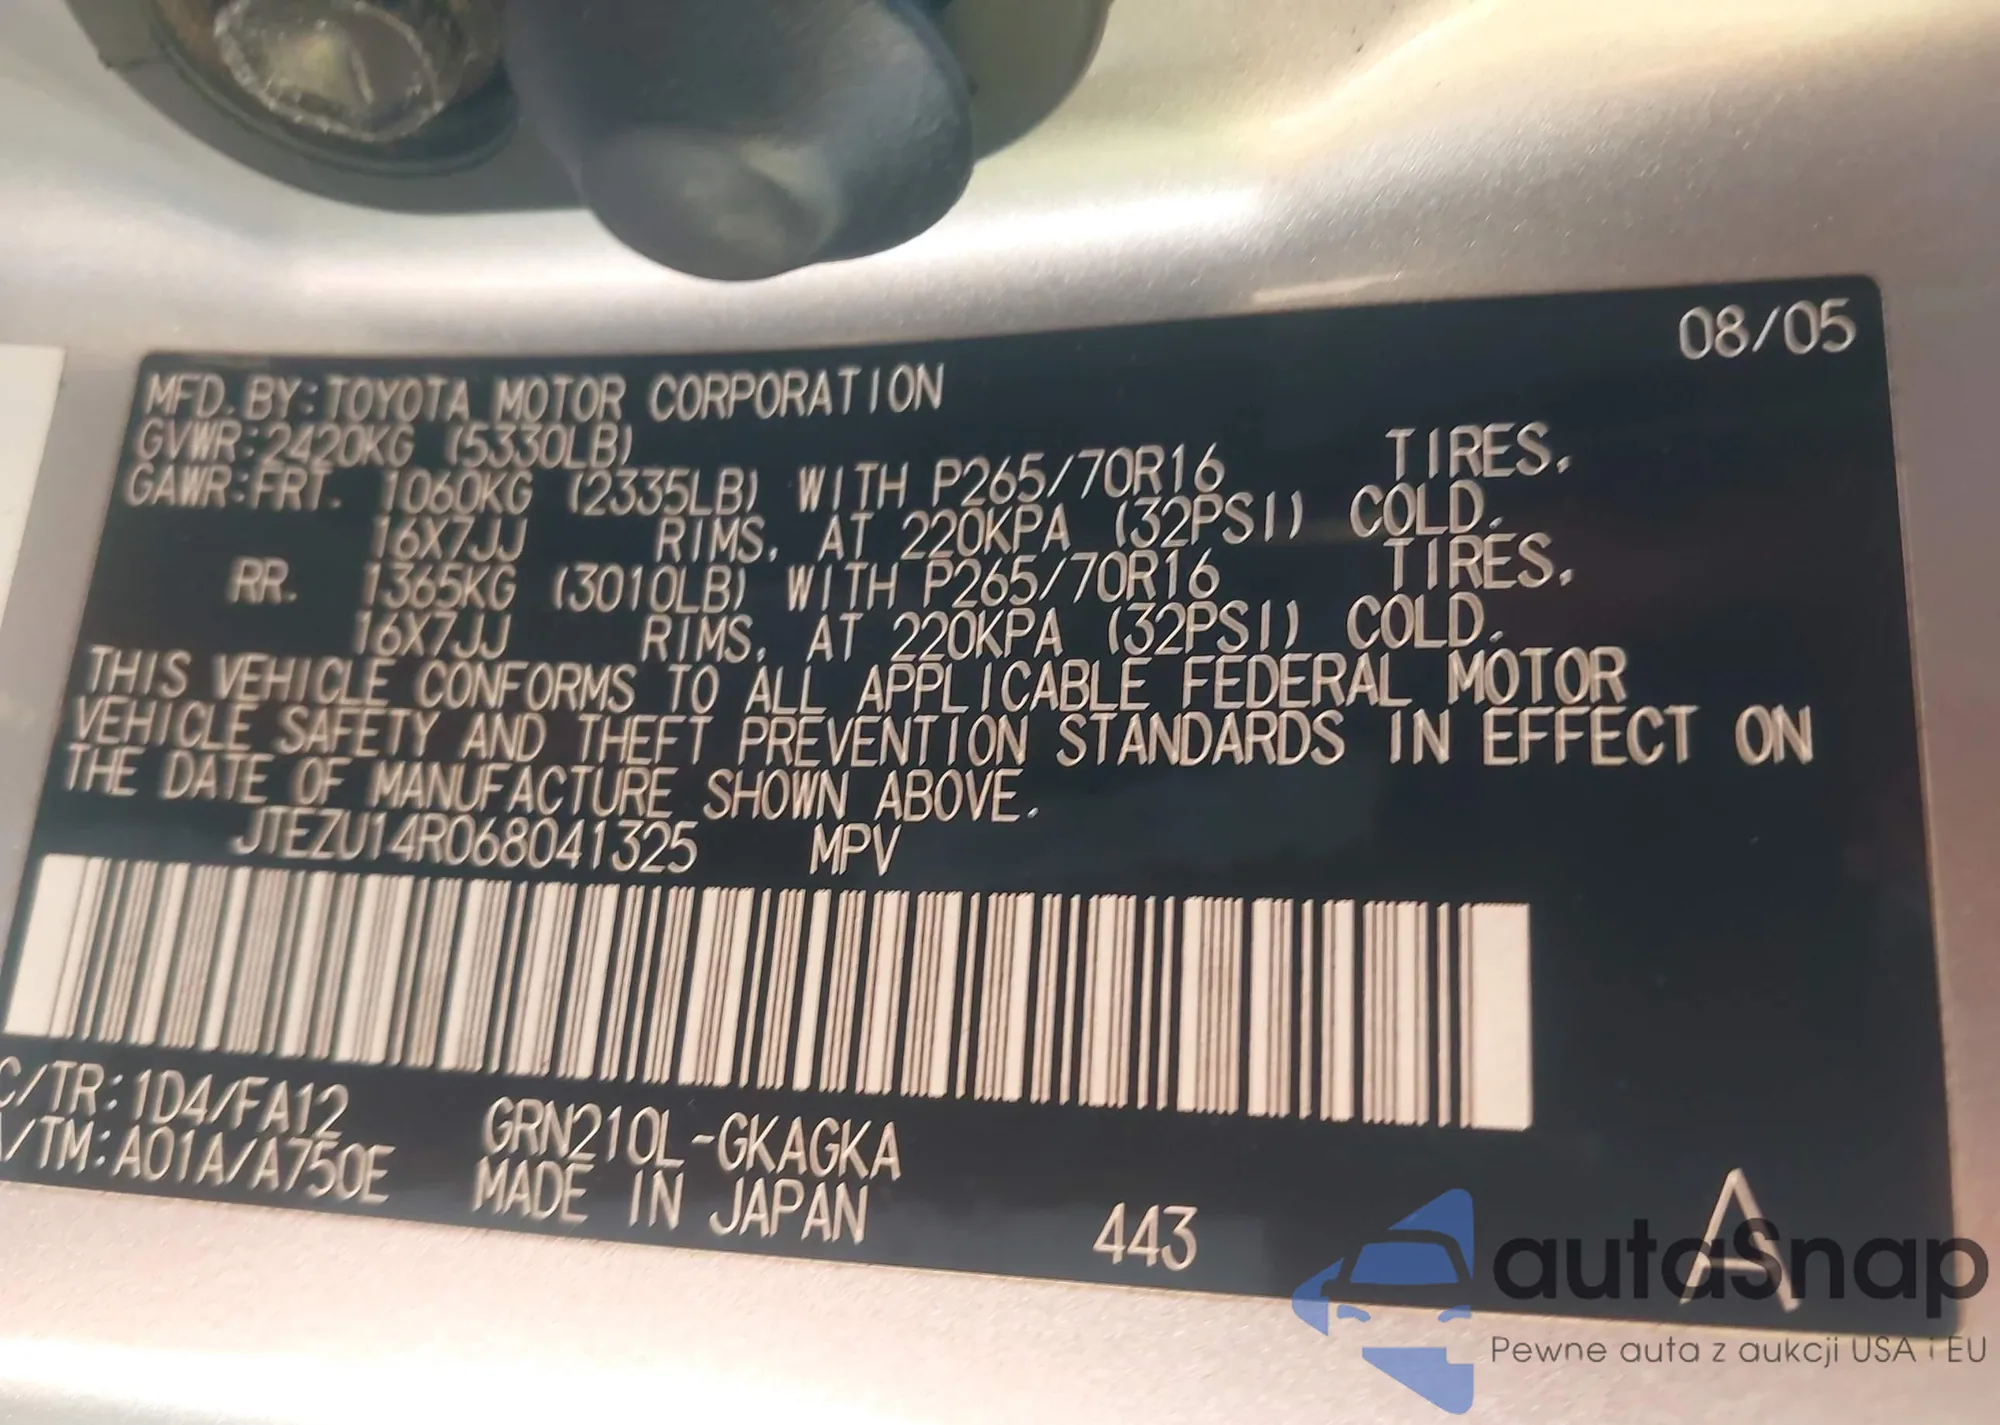 08/05
MFD.BY:TOYOTA MOTOR CORPORATION
GVWR:2420KG (5330LB)
GAWR:FRT. 1060KG (2335LB) WITH P265/70R16 TIRES,
16X7JJ RIMS, AT 220KPA (32PSI) COLD.
RR. 1365KG (3010LB) WITH P265/70R16 TIRES,
16X7JJ RIMS, AT 220KPA (32PSI) COLD.
THIS VEHICLE CONFORMS TO ALL APPLICABLE FEDERAL MOTOR
VEHICLE SAFETY AND THEFT PREVENTION STANDARDS IN EFFECT ON
THE DATE OF MANUFACTURE SHOWN ABOVE.
JTEZU14R068041325 MPV
C/TR:1D4/FA12 GRN210L-GKAGKA
/TM:A01A/A750E MADE IN JAPAN 443 A
autaSnap
Pewne auta z aukcji USA i EU